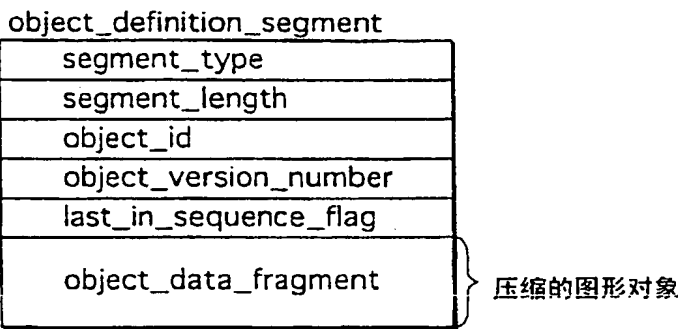 object_definition_segment
segment_type
segment_length
object_id
object_version_number
last_in_sequence_flag
object_data_fragment
压缩的图形对象